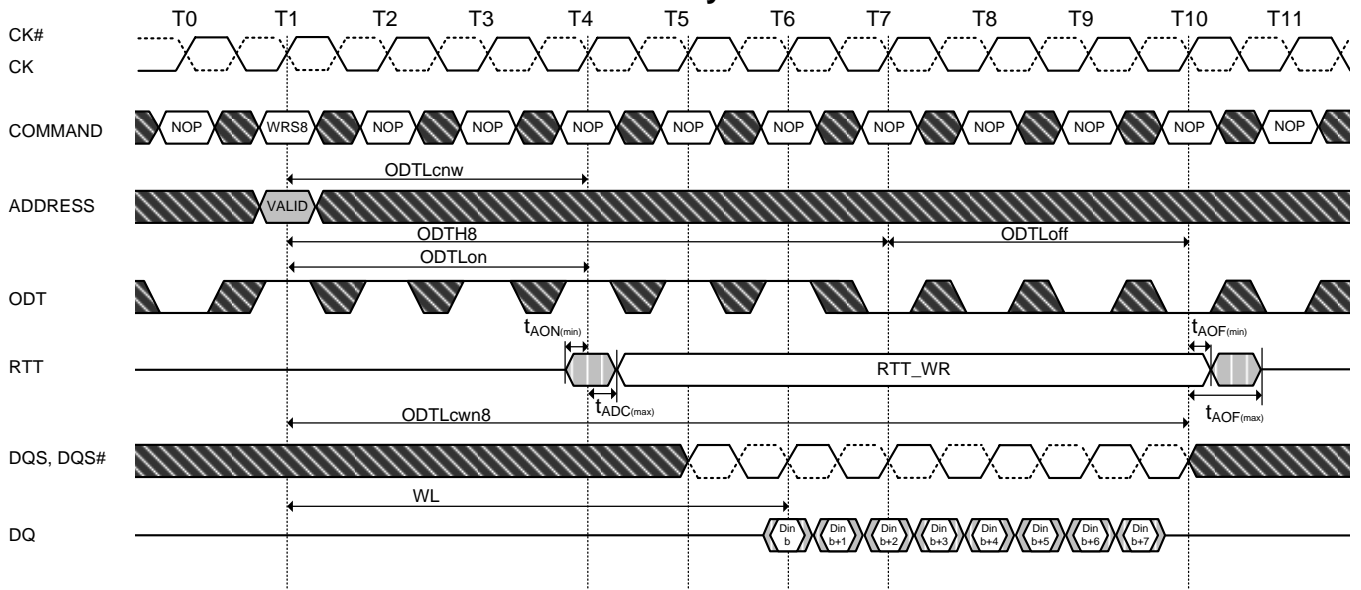 T0 T1 T2 T3 T4 T5 T6 T7 T8 T9 T10 T11
CK#
CK
COMMAND NOP WRS8 NOP NOP NOP NOP NOP NOP NOP NOP NOP NOP
ODTLcnw
ADDRESS VALID
ODTH8 ODTLoff
ODTLon
ODT
tAON(min) tAOF(min)
RTT RTT_WR
tADC(max) tAOF(max)
ODTLcwn8
DQS, DQS#
WL
DQ Din b Din b+1 Din b+2 Din b+3 Din b+4 Din b+5 Din b+6 Din b+7